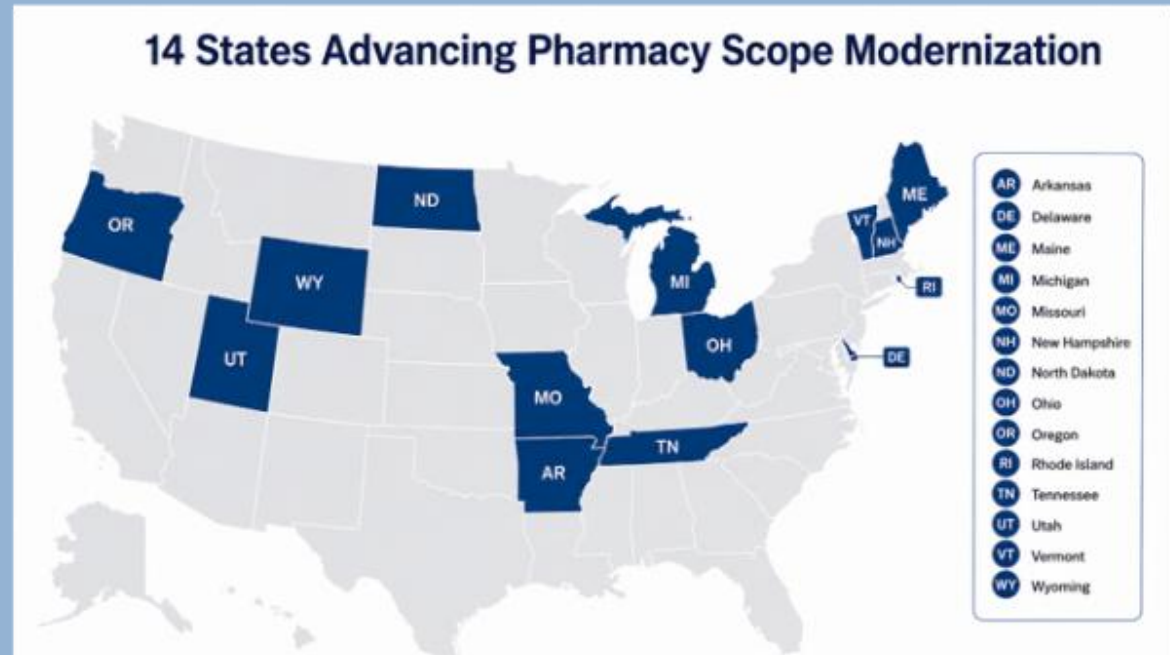 14 States Advancing Pharmacy Scope Modernization
OR
ND
WY
UT
MI
OH
MO
AR
TN
ME
VT
NH
RI
DE
AR Arkansas
DE Delaware
ME Maine
MI Michigan
MO Missouri
NH New Hampshire
ND North Dakota
OH Ohio
OR Oregon
RI Rhode Island
TN Tennessee
UT Utah
VT Vermont
WY Wyoming